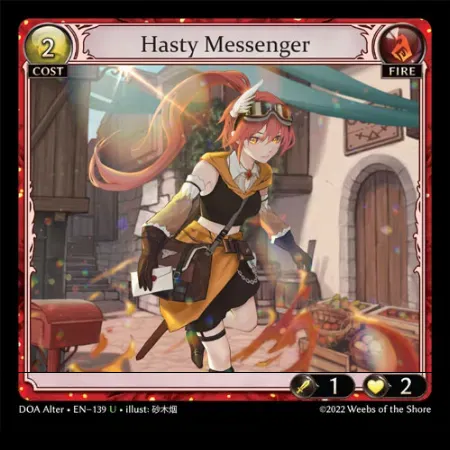 2
Hasty Messenger
COST
FIRE
1
2
DOA Alter • EN-139 U • illust: 砂木烟
©2022 Weebs of the Shore